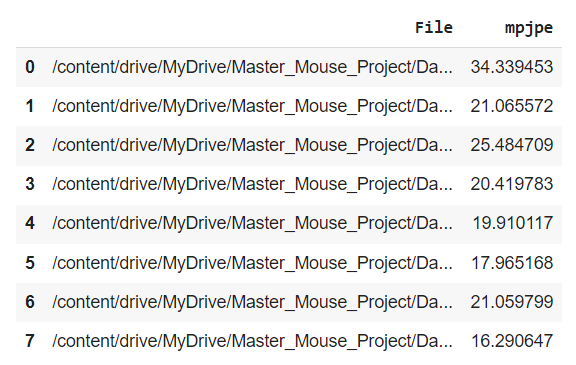 File mpjpe
0 /content/drive/MyDrive/Master_Mouse_Project/Da... 34.339453
1 /content/drive/MyDrive/Master_Mouse_Project/Da... 21.065572
2 /content/drive/MyDrive/Master_Mouse_Project/Da... 25.484709
3 /content/drive/MyDrive/Master_Mouse_Project/Da... 20.419783
4 /content/drive/MyDrive/Master_Mouse_Project/Da... 19.910117
5 /content/drive/MyDrive/Master_Mouse_Project/Da... 17.965168
6 /content/drive/MyDrive/Master_Mouse_Project/Da... 21.059799
7 /content/drive/MyDrive/Master_Mouse_Project/Da... 16.290647